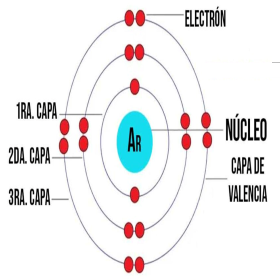 ELECTRÓN
1RA. CAPA
AR
NÚCLEO
2DA. CAPA
CAPA DE
VALENCIA
3RA. CAPA